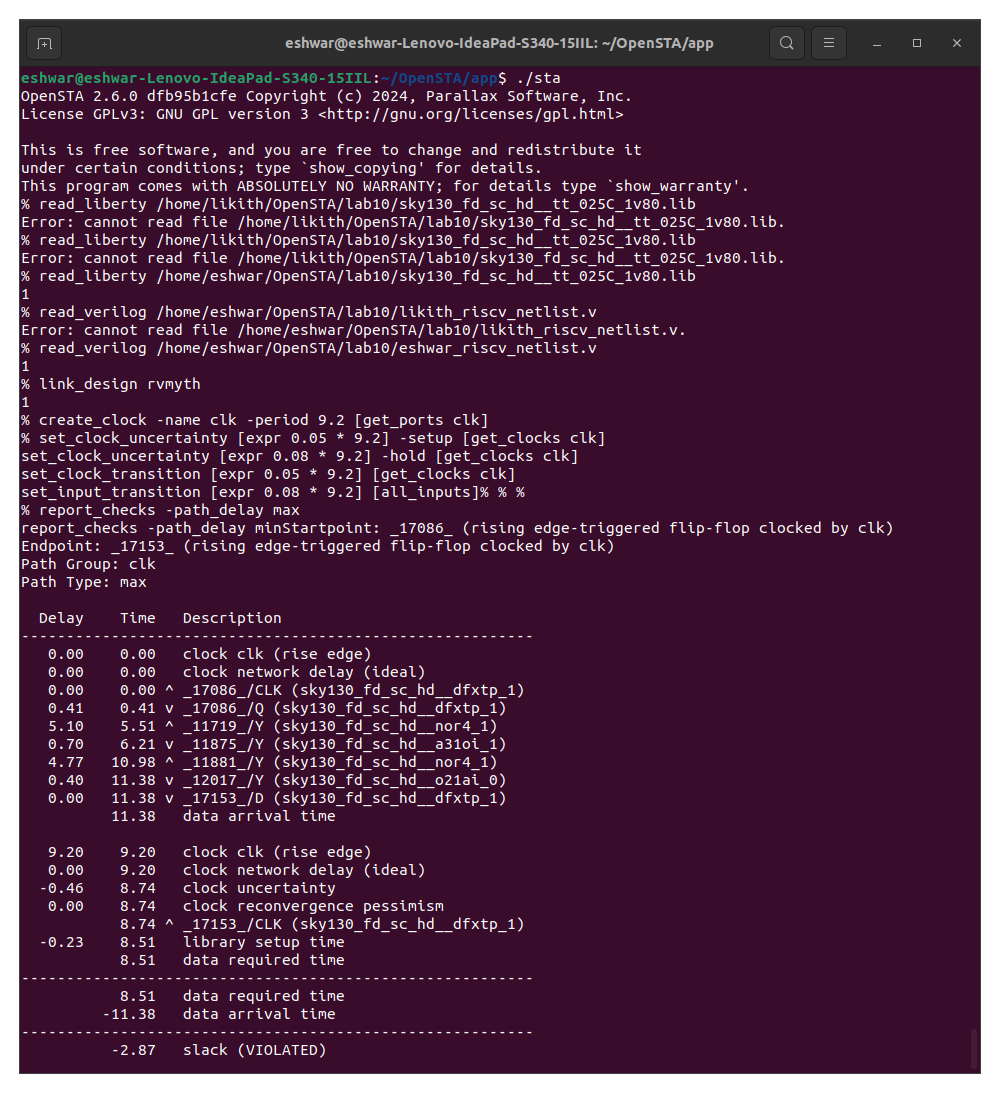 eshwar@eshwar-Lenovo-IdeaPad-S340-15IIL: ~/OpenSTA/app
eshwar@eshwar-Lenovo-IdeaPad-S340-15IIL:~/OpenSTA/app$ ./sta
OpenSTA 2.6.0 dfb95b1cfe Copyright (c) 2024, Parallax Software, Inc.
License GPLv3: GNU GPL version 3 <http://gnu.org/licenses/gpl.html>

This is free software, and you are free to change and redistribute it
under certain conditions; type `show_copying' for details.
This program comes with ABSOLUTELY NO WARRANTY; for details type `show_warranty'.
% read_liberty /home/likith/OpenSTA/lab10/sky130_fd_sc_hd__tt_025C_1v80.lib
Error: cannot read file /home/likith/OpenSTA/lab10/sky130_fd_sc_hd__tt_025C_1v80.lib.
% read_liberty /home/likith/OpenSTA/lab10/sky130_fd_sc_hd__tt_025C_1v80.lib
Error: cannot read file /home/likith/OpenSTA/lab10/sky130_fd_sc_hd__tt_025C_1v80.lib.
% read_liberty /home/eshwar/OpenSTA/lab10/sky130_fd_sc_hd__tt_025C_1v80.lib
1
% read_verilog /home/eshwar/OpenSTA/lab10/likith_riscv_netlist.v
Error: cannot read file /home/eshwar/OpenSTA/lab10/likith_riscv_netlist.v.
% read_verilog /home/eshwar/OpenSTA/lab10/eshwar_riscv_netlist.v
1
% link_design rvmyth
1
% create_clock -name clk -period 9.2 [get_ports clk]
% set_clock_uncertainty [expr 0.05 * 9.2] -setup [get_clocks clk]
set_clock_uncertainty [expr 0.08 * 9.2] -hold [get_clocks clk]
set_clock_transition [expr 0.05 * 9.2] [get_clocks clk]
set_input_transition [expr 0.08 * 9.2] [all_inputs]% % %
% report_checks -path_delay max
report_checks -path_delay minStartpoint: _17086_ (rising edge-triggered flip-flop clocked by clk)
Endpoint: _17153_ (rising edge-triggered flip-flop clocked by clk)
Path Group: clk
Path Type: max

  Delay    Time   Description
---------------------------------------------------------
   0.00    0.00   clock clk (rise edge)
   0.00    0.00   clock network delay (ideal)
   0.00    0.00 ^ _17086_/CLK (sky130_fd_sc_hd__dfxtp_1)
   0.41    0.41 v _17086_/Q (sky130_fd_sc_hd__dfxtp_1)
   5.10    5.51 ^ _11719_/Y (sky130_fd_sc_hd__nor4_1)
   0.70    6.21 v _11875_/Y (sky130_fd_sc_hd__a31oi_1)
   4.77   10.98 ^ _11881_/Y (sky130_fd_sc_hd__nor4_1)
   0.40   11.38 v _12017_/Y (sky130_fd_sc_hd__o21ai_0)
   0.00   11.38 v _17153_/D (sky130_fd_sc_hd__dfxtp_1)
          11.38   data arrival time

   9.20    9.20   clock clk (rise edge)
   0.00    9.20   clock network delay (ideal)
  -0.46    8.74   clock uncertainty
   0.00    8.74   clock reconvergence pessimism
           8.74 ^ _17153_/CLK (sky130_fd_sc_hd__dfxtp_1)
  -0.23    8.51   library setup time
           8.51   data required time
---------------------------------------------------------
           8.51   data required time
         -11.38   data arrival time
---------------------------------------------------------
          -2.87   slack (VIOLATED)